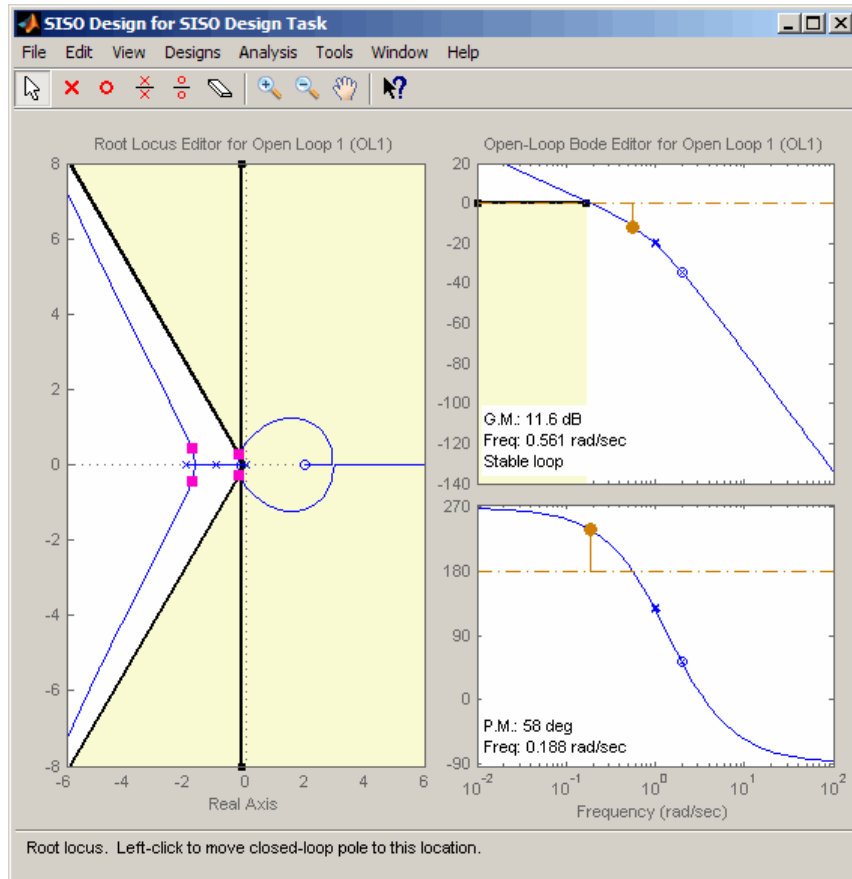 SISO Design for SISO Design Task
File Edit View Designs Analysis Tools Window Help
Root Locus Editor for Open Loop 1 (OL1)
8
6
4
2
0
-2
-4
-6
-8
-6 -4 -2 0 2 4 6
Real Axis
Open-Loop Bode Editor for Open Loop 1 (OL1)
20
0
-20
-40
-60
-80
-100
-120
-140
G.M.: 11.6 dB
Freq: 0.561 rad/sec
Stable loop
270
180
90
0
-90
P.M.: 58 deg
Freq: 0.188 rad/sec
10^-2 10^-1 10^0 10^1 10^2
Frequency (rad/sec)
Root locus. Left-click to move closed-loop pole to this location.